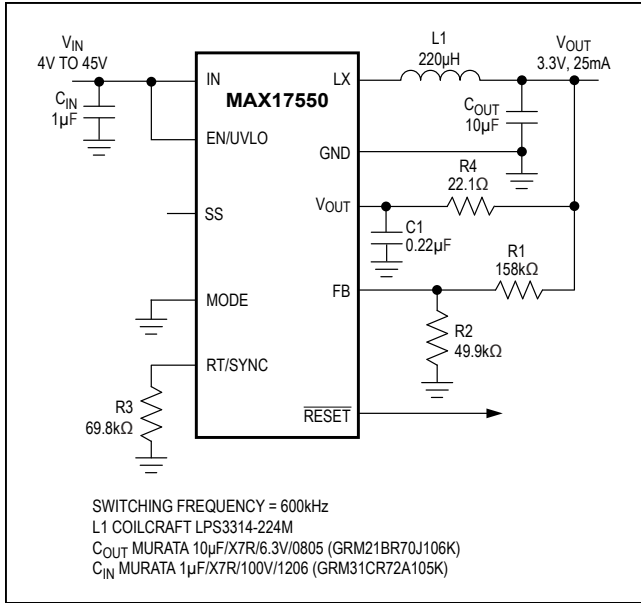 VIN
4V TO 45V
CIN
1µF
IN
EN/UVLO
SS
MODE
RT/SYNC
R3
69.8kΩ
MAX17550
LX
GND
VOUT
FB
RESET
L1
220µH
VOUT
3.3V, 25mA
COUT
10µF
R4
22.1Ω
C1
0.22µF
R1
158kΩ
R2
49.9kΩ
SWITCHING FREQUENCY = 600kHz
L1 COILCRAFT LPS3314-224M
COUT MURATA 10µF/X7R/6.3V/0805 (GRM21BR70J106K)
CIN MURATA 1µF/X7R/100V/1206 (GRM31CR72A105K)